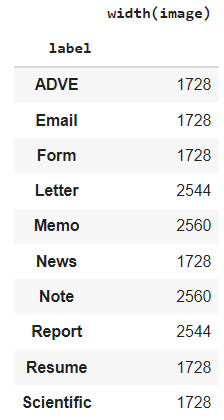 width(image)
label
ADVE 1728
Email 1728
Form 1728
Letter 2544
Memo 2560
News 1728
Note 2560
Report 2544
Resume 1728
Scientific 1728